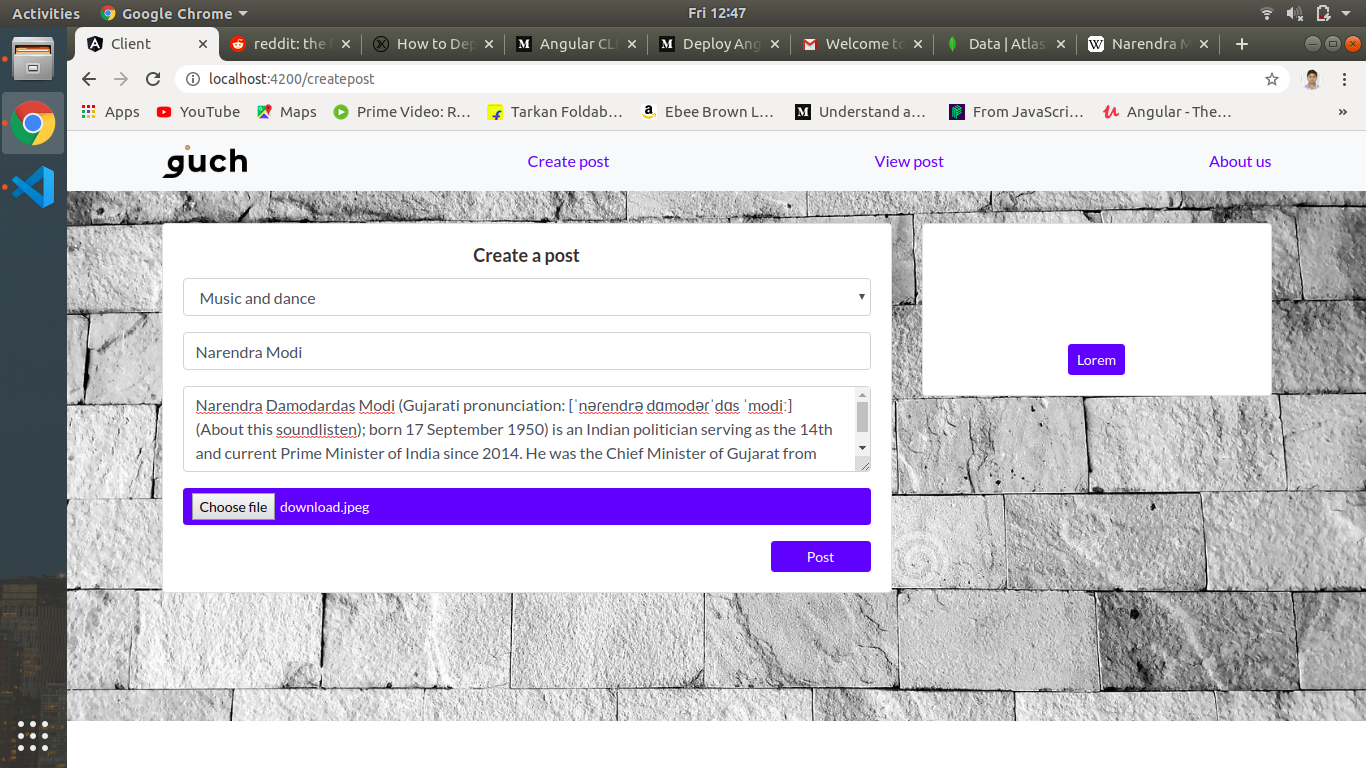 Activities Google Chrome Fri 12:47
Client reddit: the How to Dep Angular CL Deploy Ang Welcome to Data | Atlas Narendra M
localhost:4200/createpost
Apps YouTube Maps Prime Video: R... Tarkan Foldab... Ebee Brown L... Understand a... From JavaScri... Angular - The... »
guch Create post View post About us
Create a post
Music and dance
Narendra Modi
Narendra Damodardas Modi (Gujarati pronunciation: [ˈnəɾendrə dɑmodəɾˈdɑs ˈmodiː]
(About this soundlisten); born 17 September 1950) is an Indian politician serving as the 14th
and current Prime Minister of India since 2014. He was the Chief Minister of Gujarat from
Choose file download.jpeg
Post
Lorem